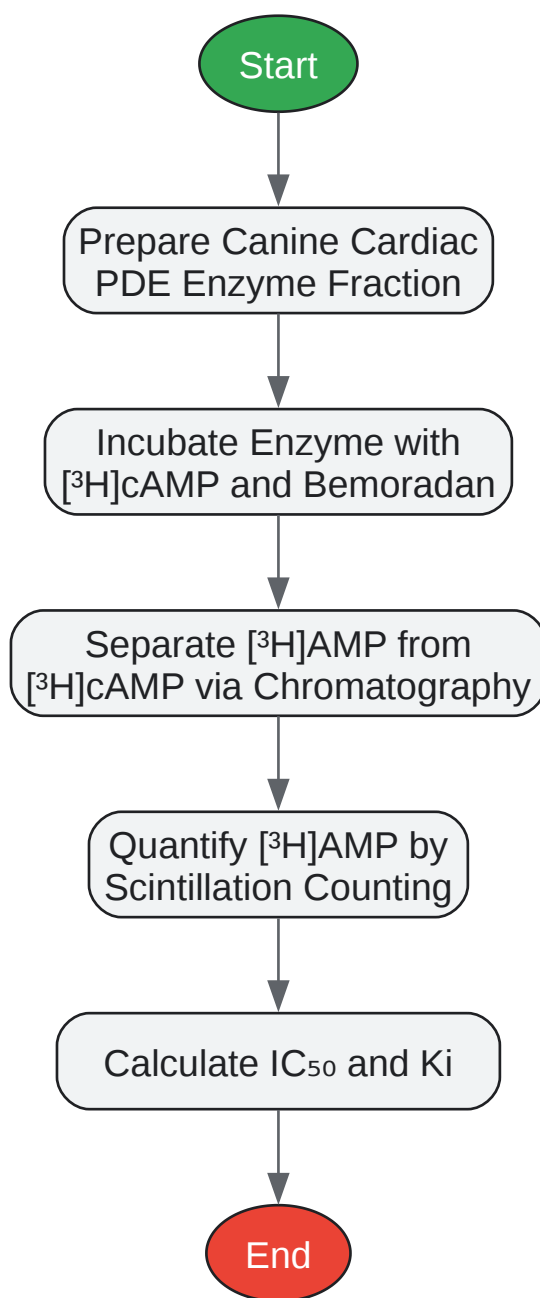 Start
Prepare Canine Cardiac
PDE Enzyme Fraction
Incubate Enzyme with
[³H]cAMP and Bemoradan
Separate [³H]AMP from
[³H]cAMP via Chromatography
Quantify [³H]AMP by
Scintillation Counting
Calculate IC₅₀ and Ki
End